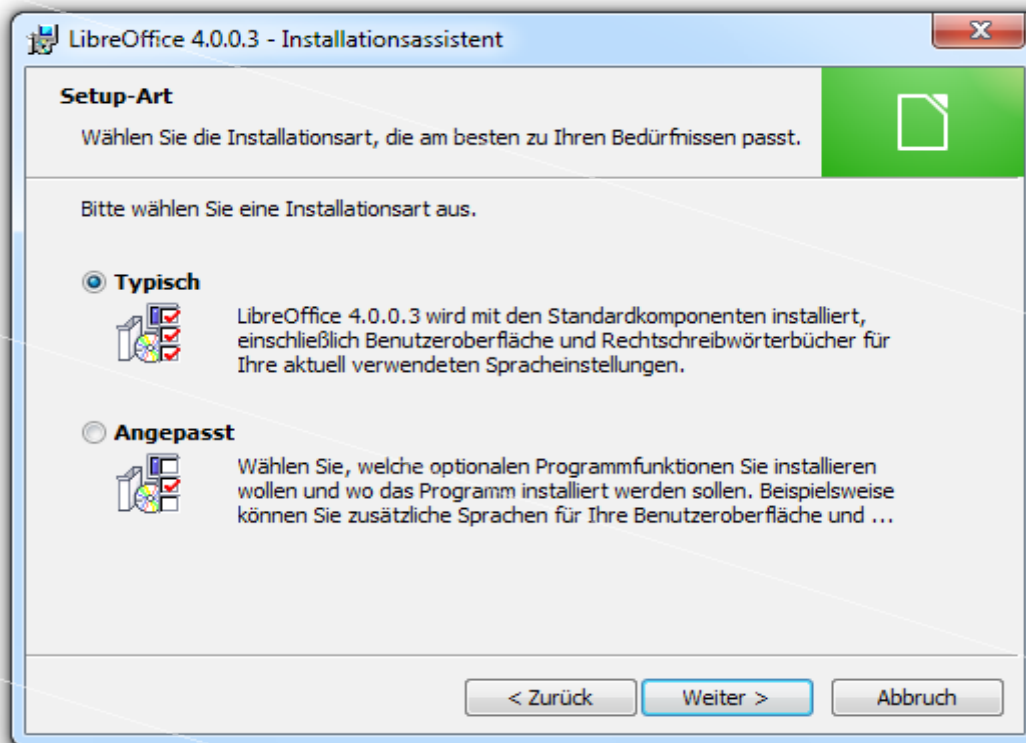 LibreOffice 4.0.0.3 - Installationsassistent
Setup-Art
Wählen Sie die Installationsart, die am besten zu Ihren Bedürfnissen passt.
Bitte wählen Sie eine Installationsart aus.
Typisch
LibreOffice 4.0.0.3 wird mit den Standardkomponenten installiert,
einschließlich Benutzeroberfläche und Rechtschreibwörterbücher für
Ihre aktuell verwendeten Spracheinstellungen.
Angepasst
Wählen Sie, welche optionalen Programmfunktionen Sie installieren
wollen und wo das Programm installiert werden sollen. Beispielsweise
können Sie zusätzliche Sprachen für Ihre Benutzeroberfläche und ...
< Zurück
Weiter >
Abbruch